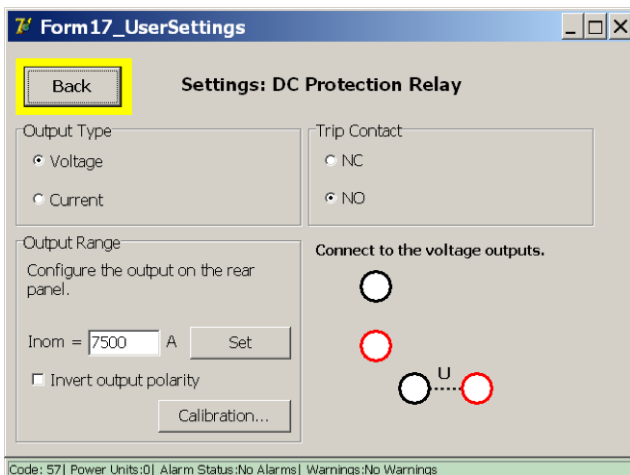 Form17_UserSettings
Back
Settings: DC Protection Relay
Output Type
Voltage
Current
Trip Contact
NC
NO
Output Range
Configure the output on the rear
panel.
Inom = 7500 A Set
Invert output polarity
Calibration...
Connect to the voltage outputs.
U
Code: 57| Power Units:0| Alarm Status:No Alarms| Warnings:No Warnings